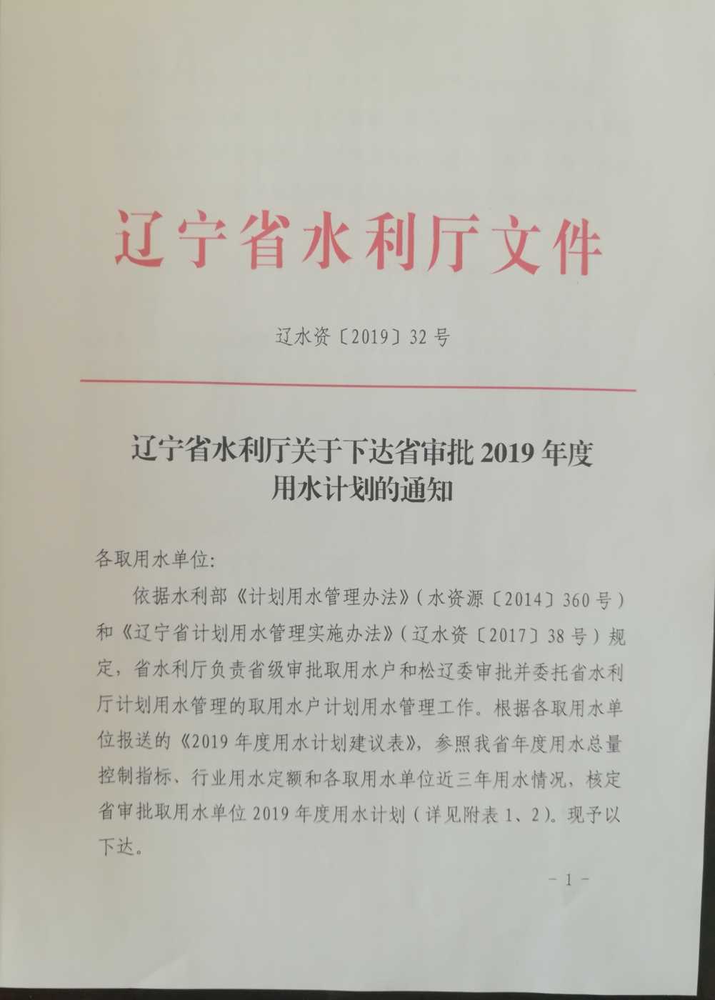 辽宁省水利厅文件
辽水资〔2019〕32号
辽宁省水利厅关于下达省审批2019年度
用水计划的通知
各取用水单位:
依据水利部《计划用水管理办法》(水资源〔2014〕360号)
和《辽宁省计划用水管理实施办法》(辽水资〔2017〕38号)规
定，省水利厅负责省级审批取用水户和松辽委审批并委托省水利
厅计划用水管理的取用水户计划用水管理工作。根据各取用水单
位报送的《2019年度用水计划建议表》，参照我省年度用水总量
控制指标、行业用水定额和各取用水单位近三年用水情况，核定
省审批取用水单位2019年度用水计划(详见附表1、2)。现予以
下达。
- 1 -